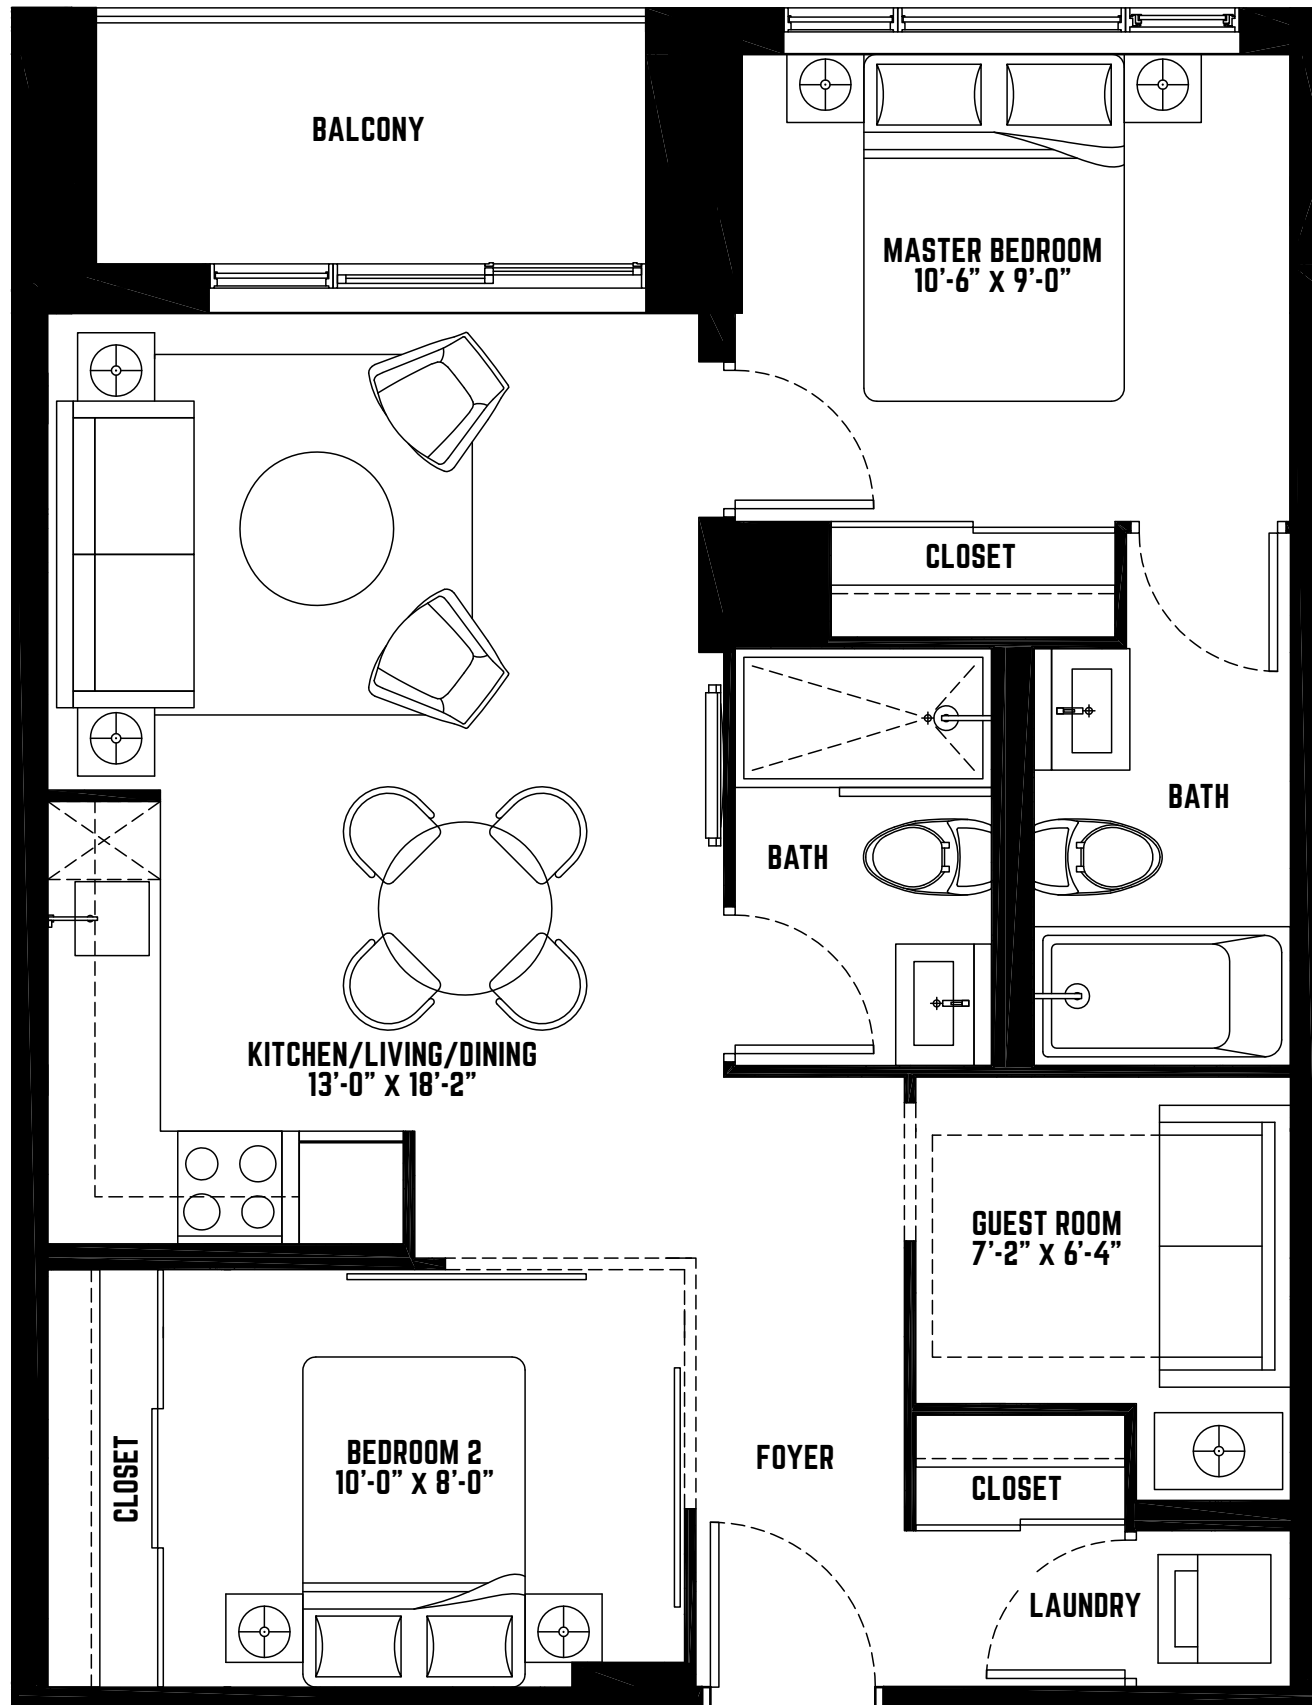 BALCONY
MASTER BEDROOM
10'-6” X 9'-0”
CLOSET
BATH
BATH
KITCHEN/LIVING/DINING
13'-0” X 18'-2”
GUEST ROOM
7'-2” X 6'-4”
CLOSET
BEDROOM 2
10'-0” X 8'-0”
FOYER
CLOSET
LAUNDRY